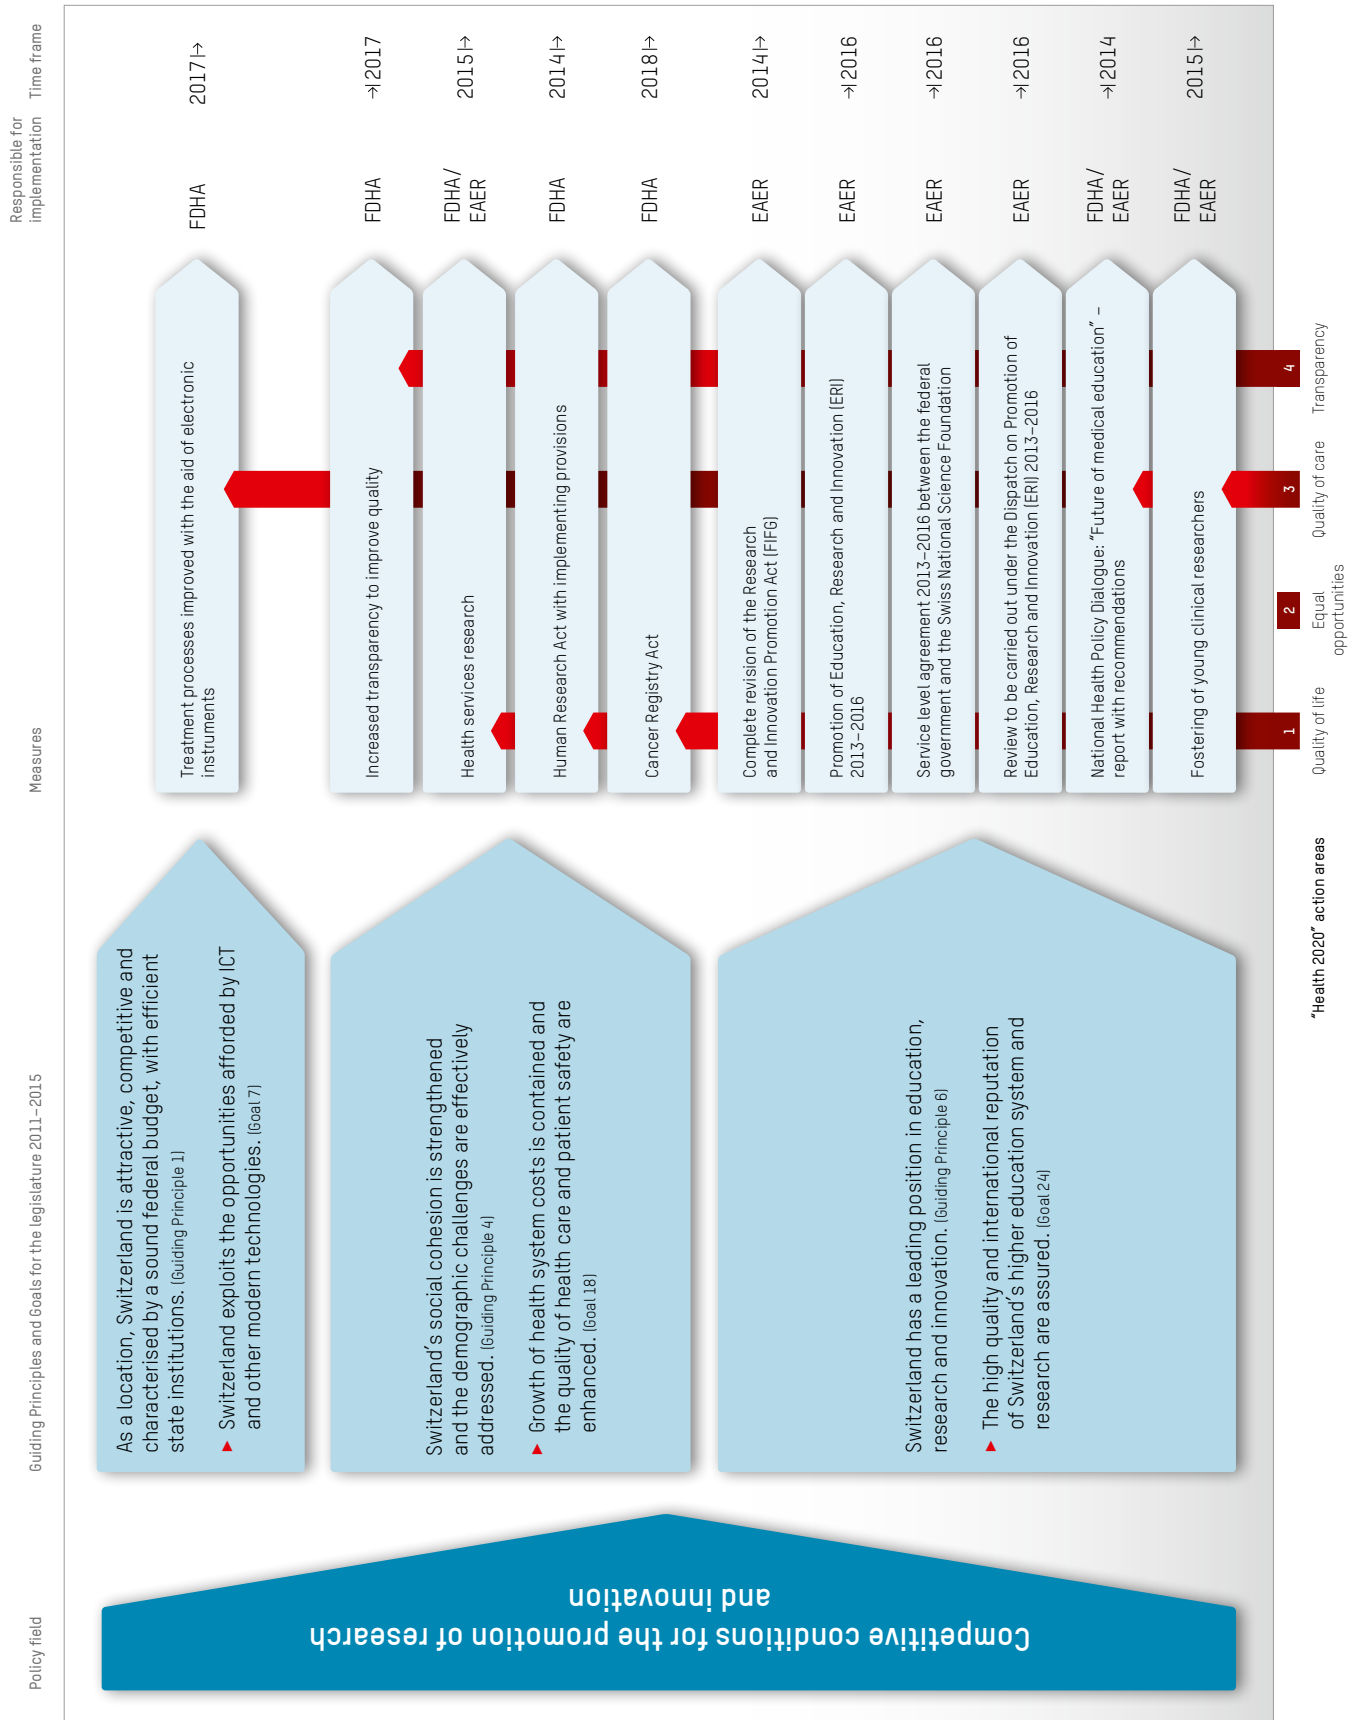 Policy field
Guiding Principles and Goals for the legislature 2011–2015
Measures
Responsible for
implementation
Time frame
Competitive conditions for the promotion of research
and innovation
As a location, Switzerland is attractive, competitive and
characterised by a sound federal budget, with efficient
state institutions. (Guiding Principle 1)
▶ Switzerland exploits the opportunities afforded by ICT
and other modern technologies. (Goal 7)
Treatment processes improved with the aid of electronic
instruments
FDHA
2017 |→
Switzerland's social cohesion is strengthened
and the demographic challenges are effectively
addressed. (Guiding Principle 4)
▶ Growth of health system costs is contained and
the quality of health care and patient safety are
enhanced. (Goal 18)
Increased transparency to improve quality
FDHA
→| 2017
Health services research
FDHA/
EAER
2015 |→
Human Research Act with implementing provisions
FDHA
2014 |→
Cancer Registry Act
FDHA
2018 |→
Switzerland has a leading position in education,
research and innovation. (Guiding Principle 6)
▶ The high quality and international reputation
of Switzerland's higher education system and
research are assured. (Goal 24)
Complete revision of the Research
and Innovation Promotion Act (FIFG)
EAER
2014 |→
Promotion of Education, Research and Innovation (ERI)
2013–2016
EAER
→| 2016
Service level agreement 2013–2016 between the federal
government and the Swiss National Science Foundation
EAER
→| 2016
Review to be carried out under the Dispatch on Promotion of
Education, Research and Innovation (ERI) 2013–2016
EAER
→| 2016
National Health Policy Dialogue: "Future of medical education" –
report with recommendations
FDHA/
EAER
→| 2014
Fostering of young clinical researchers
FDHA/
EAER
2015 |→
"Health 2020" action areas
1
Quality of life
2
Equal
opportunities
3
Quality of care
4
Transparency